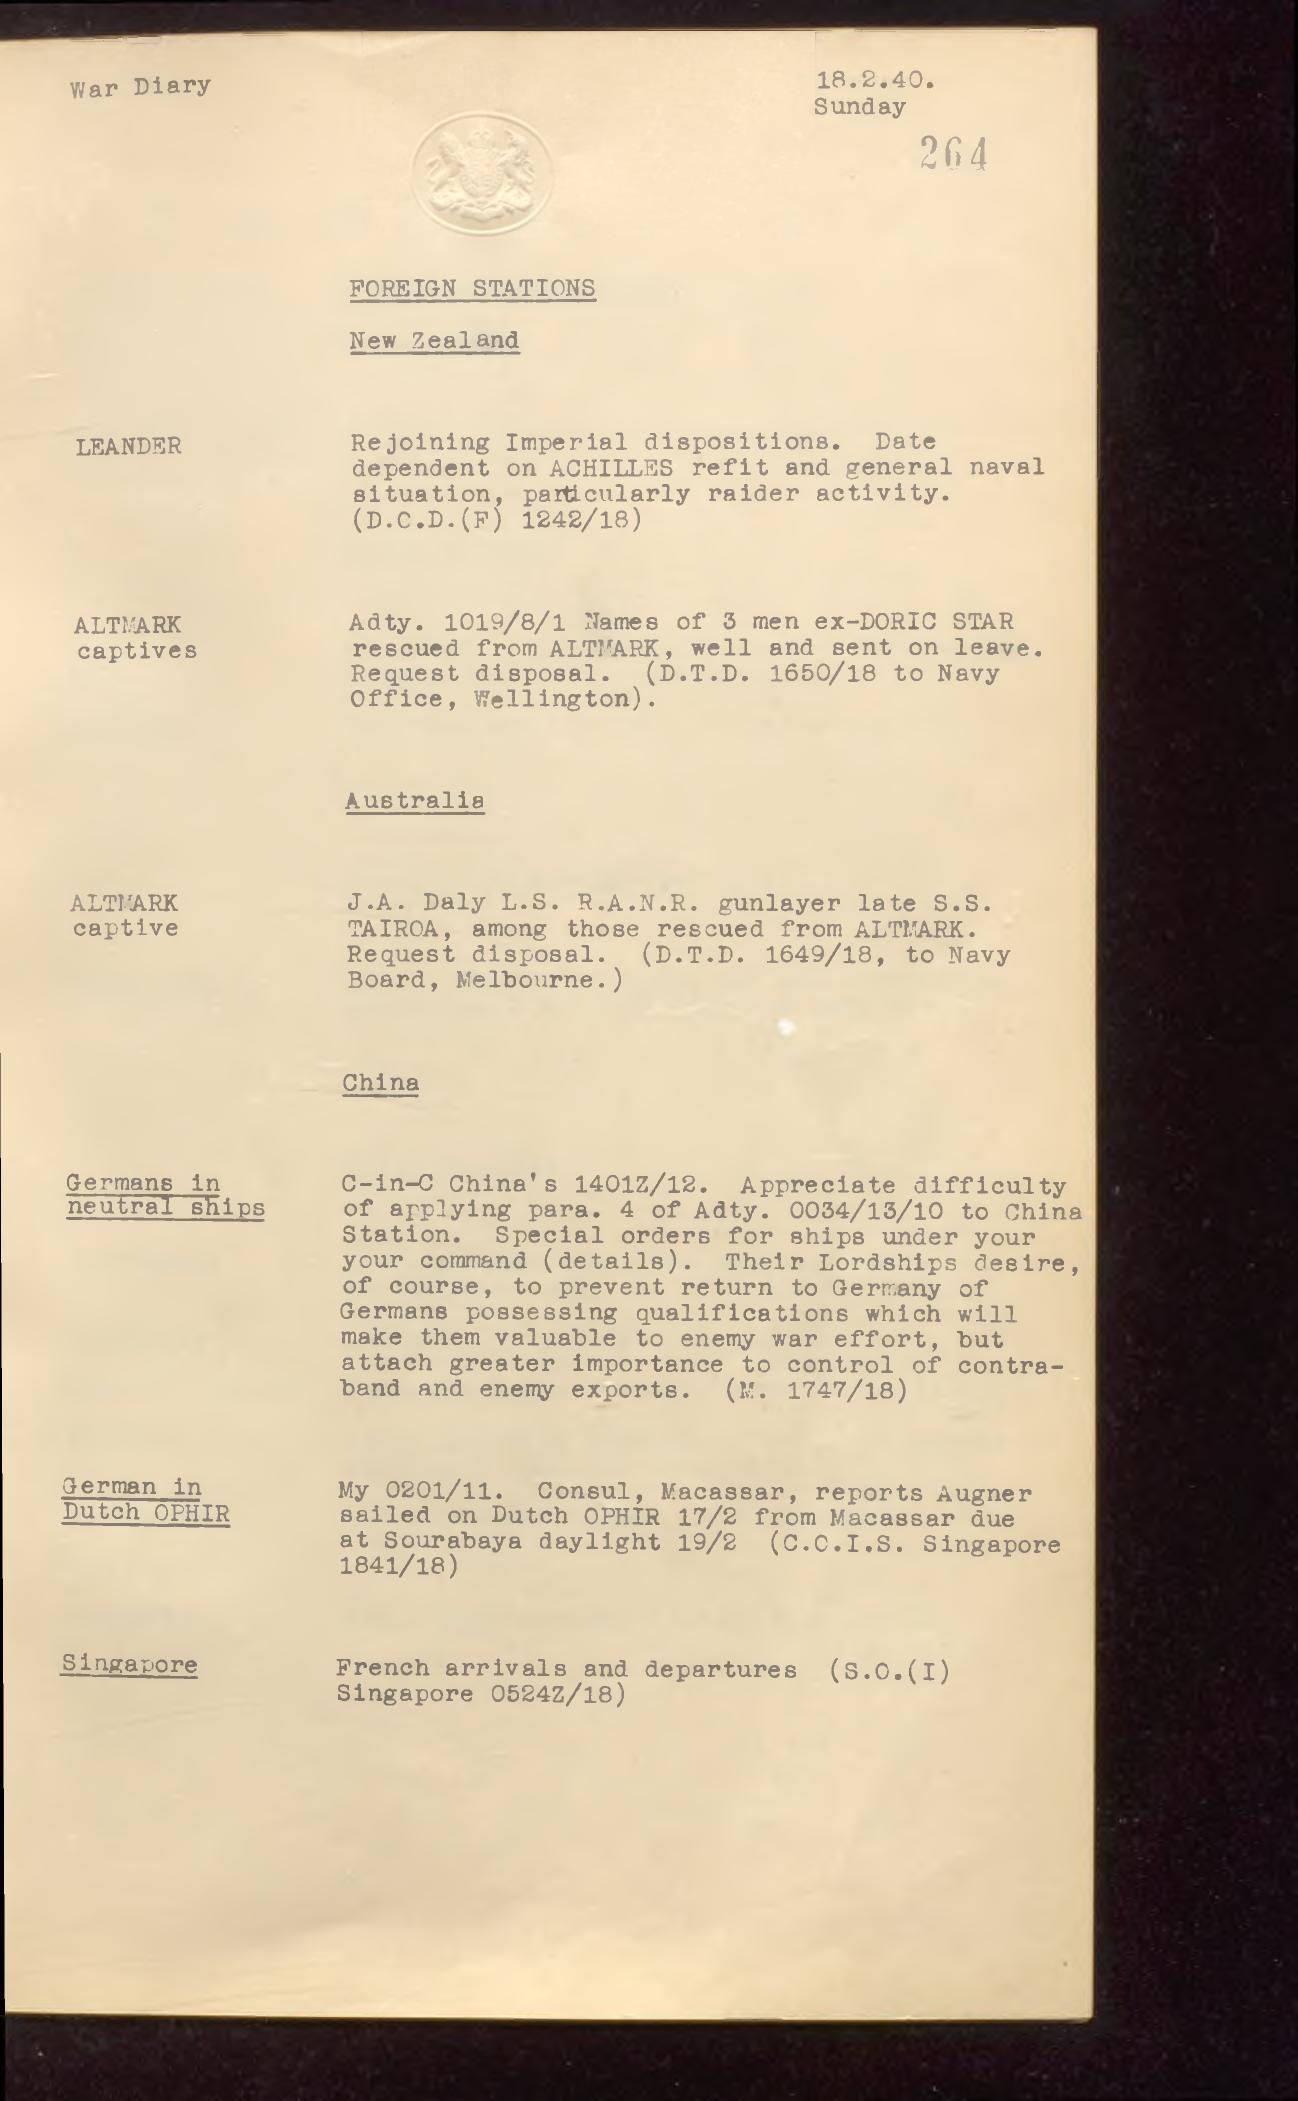 War Diary
18.2.40.
Sunday
264
FOREIGN STATIONS
New Zealand
LEANDER
Rejoining Imperial dispositions. Date
dependent on ACHILLES refit and general naval
situation, particularly raider activity.
(D.C.D.(F) 1242/18)
ALTMARK
captives
Adty. 1019/8/1 Names of 3 men ex-DORIC STAR
rescued from ALTMARK, well and sent on leave.
Request disposal. (D.T.D. 1650/18 to Navy
Office, Wellington).
Australia
ALTMARK
captive
J.A. Daly L.S. R.A.N.R. gunlayer late S.S.
TAIROA, among those rescued from ALTMARK.
Request disposal. (D.T.D. 1649/18, to Navy
Board, Melbourne.)
China
Germans in
neutral ships
C-in-C China's 1401Z/12. Appreciate difficulty
of applying para. 4 of Adty. 0034/13/10 to China
Station. Special orders for ships under your
your command (details). Their Lordships desire,
of course, to prevent return to Germany of
Germans possessing qualifications which will
make them valuable to enemy war effort, but
attach greater importance to control of contra-
band and enemy exports. (M. 1747/18)
German in
Dutch OPHIR
My 0201/11. Consul, Macassar, reports Augner
sailed on Dutch OPHIR 17/2 from Macassar due
at Sourabaya daylight 19/2 (C.C.I.S. Singapore
1841/18)
Singapore
French arrivals and departures (S.O.(I)
Singapore 0524Z/18)